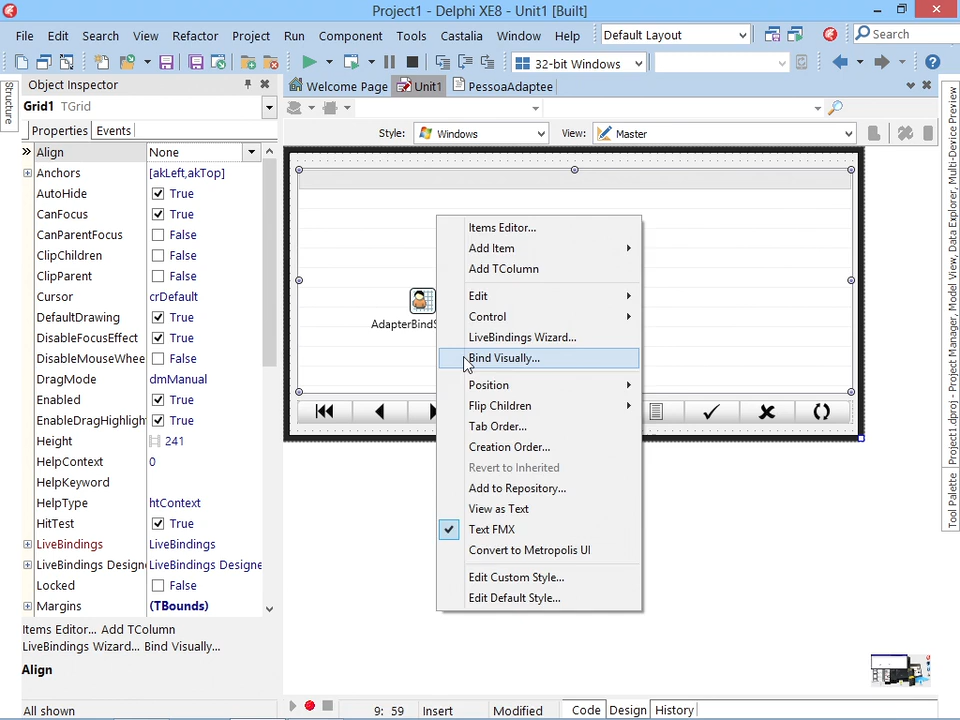 Project1 - Delphi XE8 - Unit1 [Built]
File Edit Search View Refactor Project Run Component Tools Castalia Window Help Default Layout Search
32-bit Windows
Object Inspector
Welcome Page Unit1 PessoaAdaptee
Grid1 TGrid
Properties Events
Style: Windows View: Master
Align None
Anchors [akLeft,akTop]
AutoHide True
CanFocus True
CanParentFocus False
ClipChildren False
ClipParent False
Cursor crDefault
DefaultDrawing True
DisableFocusEffect True
DisableMouseWhee False
DragMode dmManual
Enabled True
EnableDragHighligh True
Height 241
HelpContext 0
HelpKeyword
HelpType htContext
HitTest True
LiveBindings LiveBindings
LiveBindings Designe LiveBindings Designe
Locked False
Margins (TBounds)
Items Editor... Add TColumn
LiveBindings Wizard... Bind Visually...
Align
All shown
Structure
AdapterBindS
Items Editor...
Add Item
Add TColumn
Edit
Control
LiveBindings Wizard...
Bind Visually...
Position
Flip Children
Tab Order...
Creation Order...
Revert to Inherited
Add to Repository...
View as Text
Text FMX
Convert to Metropolis UI
Edit Custom Style...
Edit Default Style...
9: 59 Insert Modified Code Design History
Project1.dproj - Project Manager, Model View, Data Explorer, Multi-Device Preview
Tool Palette